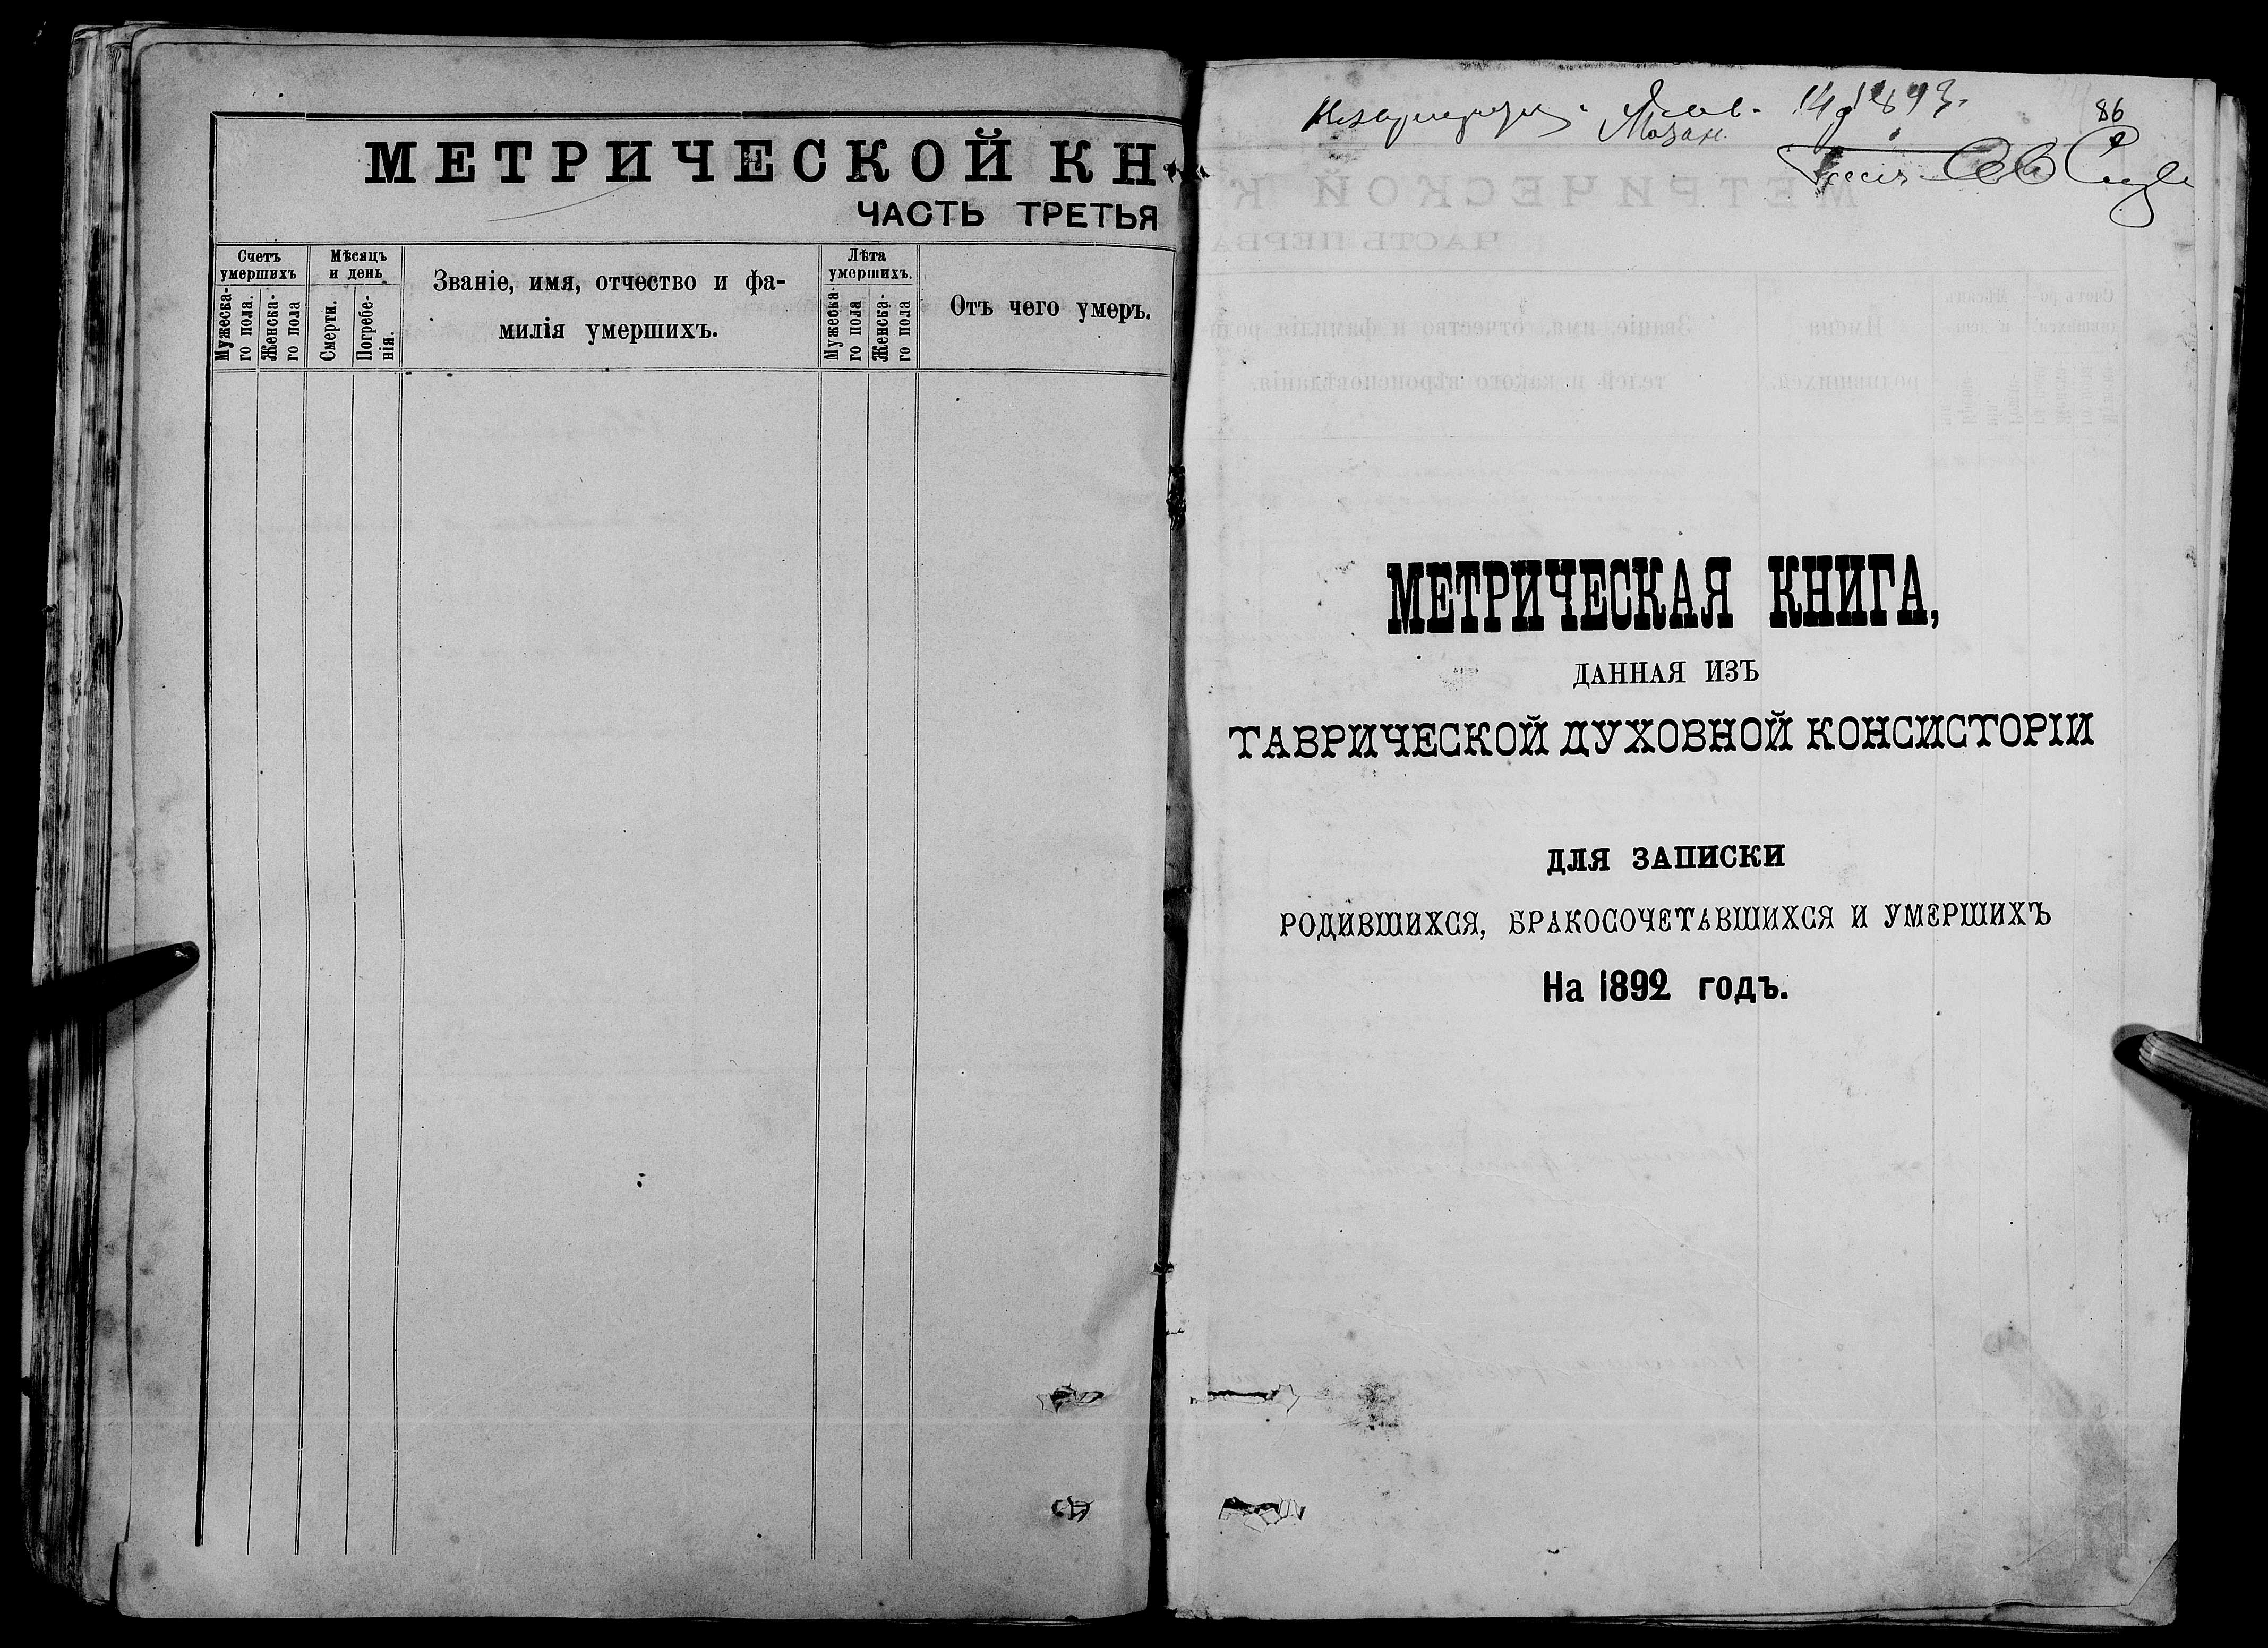 МЕТРИЧЕСКОЙ КН
ЧАСТЬ ТРЕТЬЯ
Счетъ
умершихъ
Мужеска-
го пола.
Женска-
го пола
Мѣсяцъ
и день
Смерти.
Погребе-
нія.
Званіе, имя, отчество и фа-
милія умершихъ.
Лѣта
умершихъ.
Мужеска-
го пола
Женска-
го пола
Отъ чего умеръ.
1893.
86
МЕТРИЧЕСКАЯ КНИГА,
ДАННАЯ ИЗЪ
ТАВРИЧЕСКОЙ ДУХОВНОЙ КОНСИСТОРІИ
ДЛЯ ЗАПИСКИ
РОДИВШИХСЯ, БРАКОСОЧЕТАВШИХСЯ И УМЕРШИХЪ
На 1892 годъ.